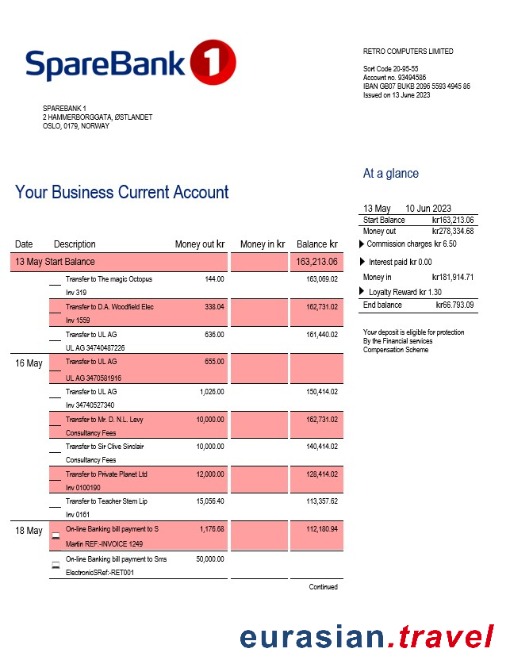 SpareBank 1
RETRO COMPUTERS LIMITED
Sort Code 20-95-55
Account no. 93494586
IBAN GB07 BUKB 2096 5593 4945 86
Issued on 13 June 2023
SPAREBANK 1
2 HAMMERBORGGATA, ØSTLANDET
OSLO, 0179, NORWAY
At a glance
Your Business Current Account
13 May 10 Jun 2023
Start Balance kr163,213.06
Money out kr278,334.68
Commission charges kr 6.50
Interest paid kr 0.00
Money in kr181,914.71
Loyalty Reward kr 1.30
End balance kr66.793.09
Your deposit is eligible for protection
By the Financial services
Compensation Scheme
Date Description Money out kr Money in kr Balance kr
13 May Start Balance 163,213.06
Transfer to The magic Octopus 144.00 163,069.02
Inv 319
Transfer to D.A. Woodfield Elec 338.04 162,731.02
Inv 1559
Transfer to UL AG 636.00 161,440.02
UL AG 34740487226
16 May Transfer to UL AG 655.00
UL AG 3470581916
Transfer to UL AG 1,026.00 150,414.02
Inv 34740527340
Transfer to Mr. D. N.L. Levy 10,000.00 162,731.02
Consultancy Fees
Transfer to Sir Clive Sinclair 10,000.00 140,414.02
Consultancy Fees
Transfer to Private Planet Ltd 12,000.00 128,414.02
Inv 0100190
Transfer to Teacher Stem Lip 15,056.40 113,357.62
Inv 0161
18 May On-line Banking bill payment to S 1,176.68 112,180.94
Martin REF:-INVOICE 1249
On-line Banking bill payment to Sma 50,000.00
ElectronicSRef:-RET001
Continued
eurasian.travel